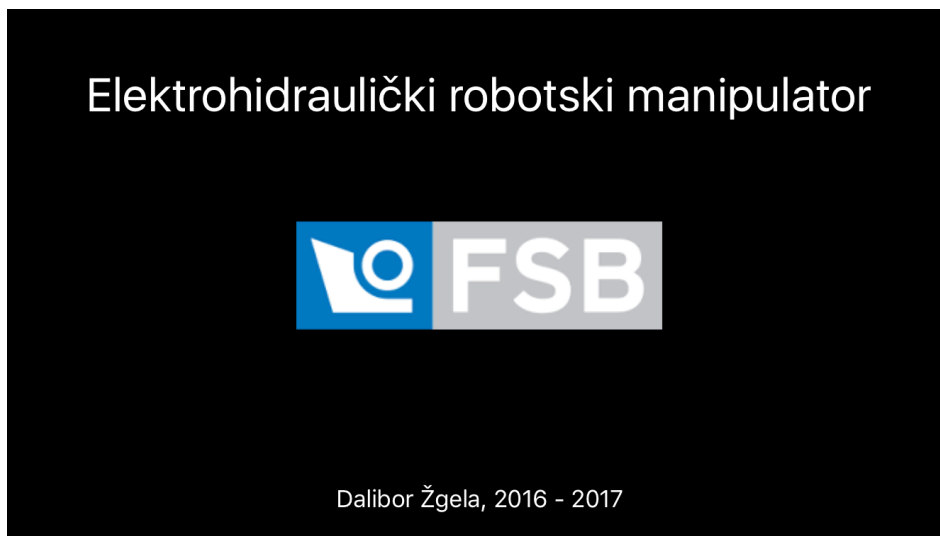 Elektrohidraulički robotski manipulator
FSB
Dalibor Žgela, 2016 - 2017